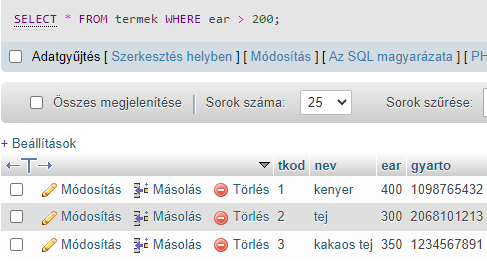 SELECT * FROM termek WHERE ear > 200;
Adatgyűjtés [ Szerkesztés helyben ] [ Módosítás ] [ Az SQL magyarázata ] [ PH
Összes megjelenítése | Sorok száma: 25 Sorok szűrése:
+ Beállítások
←T→ tkod nev ear gyarto
Módosítás Másolás Törlés 1 kenyer 400 1098765432
Módosítás Másolás Törlés 2 tej 300 2068101213
Módosítás Másolás Törlés 3 kakaos tej 350 1234567891